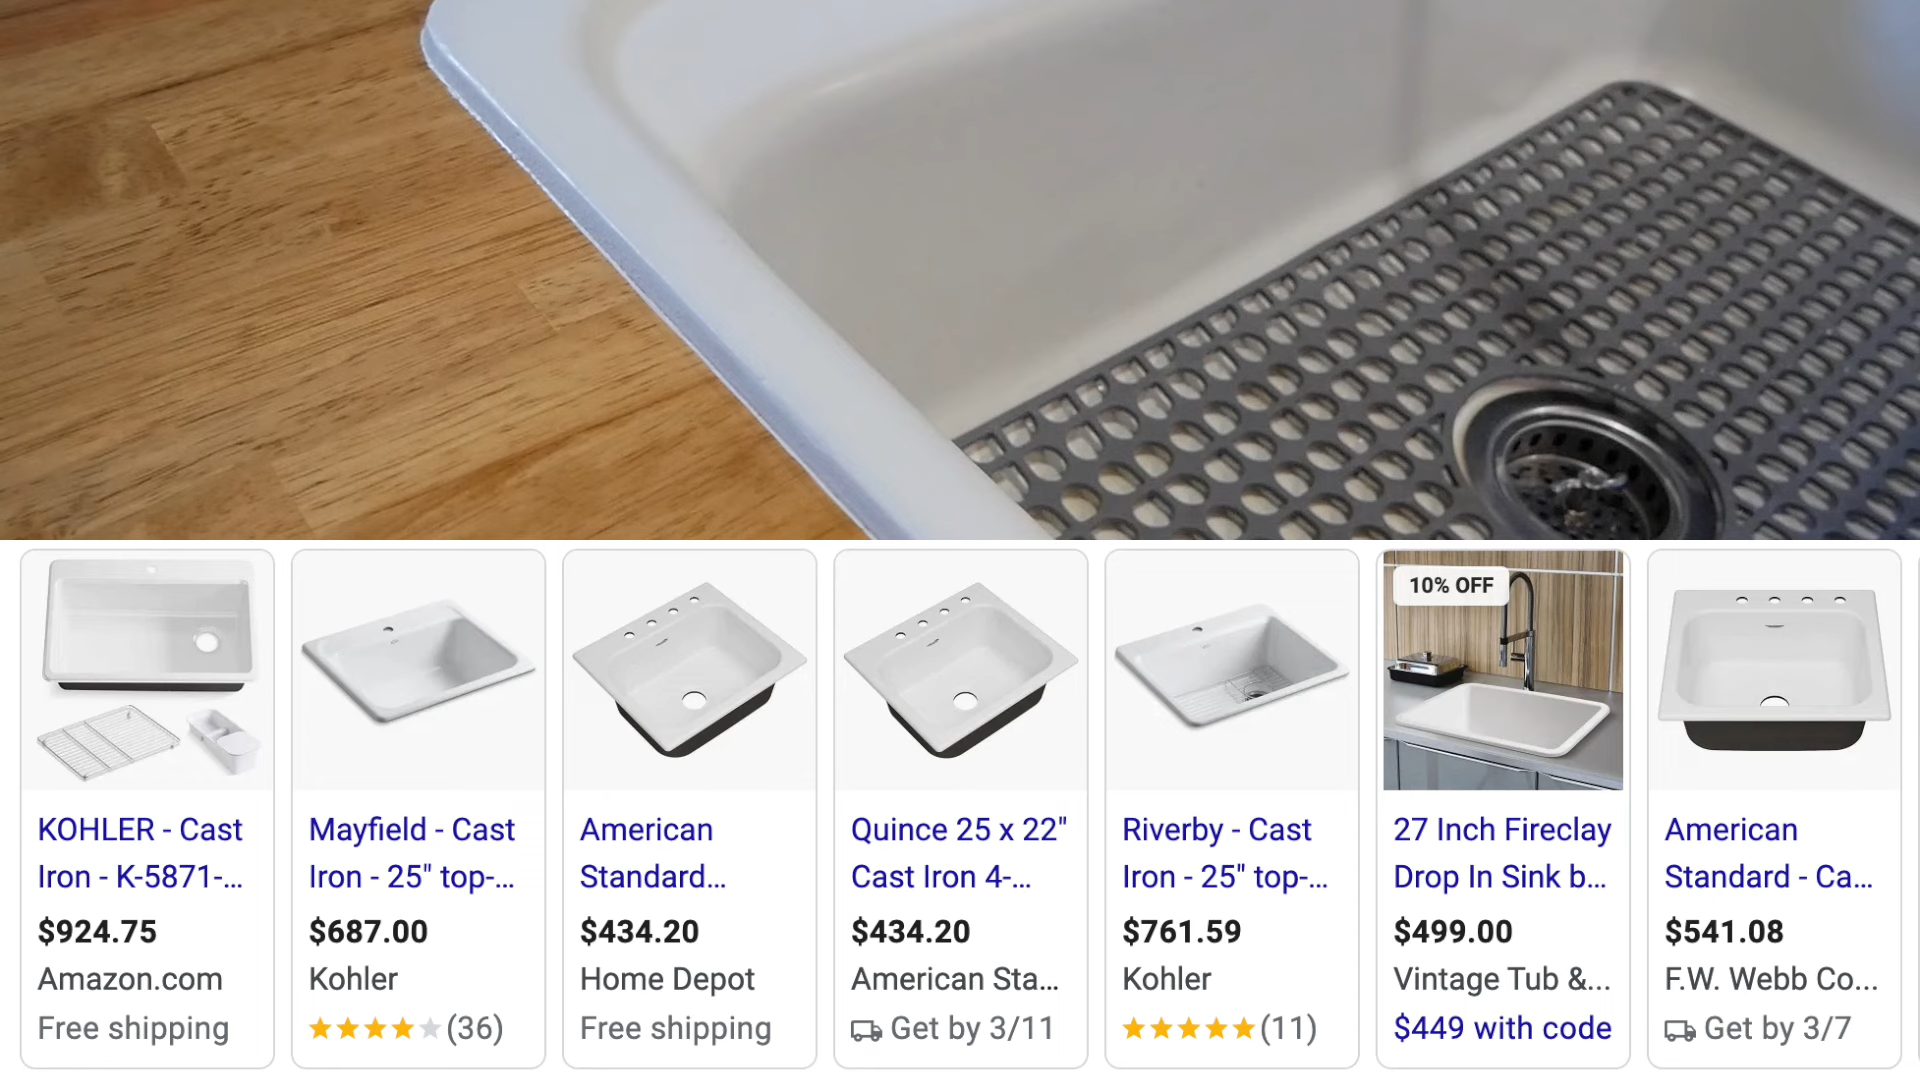 10% OFF
KOHLER - Cast
Iron - K-5871-...
$924.75
Amazon.com
Free shipping
Mayfield - Cast
Iron - 25" top-...
$687.00
Kohler
(36)
American
Standard...
$434.20
Home Depot
Free shipping
Quince 25 x 22"
Cast Iron 4-...
$434.20
American Sta...
Get by 3/11
Riverby - Cast
Iron - 25" top-...
$761.59
Kohler
(11)
27 Inch Fireclay
Drop In Sink b...
$499.00
Vintage Tub &...
$449 with code
American
Standard - Ca...
$541.08
F.W. Webb Co...
Get by 3/7